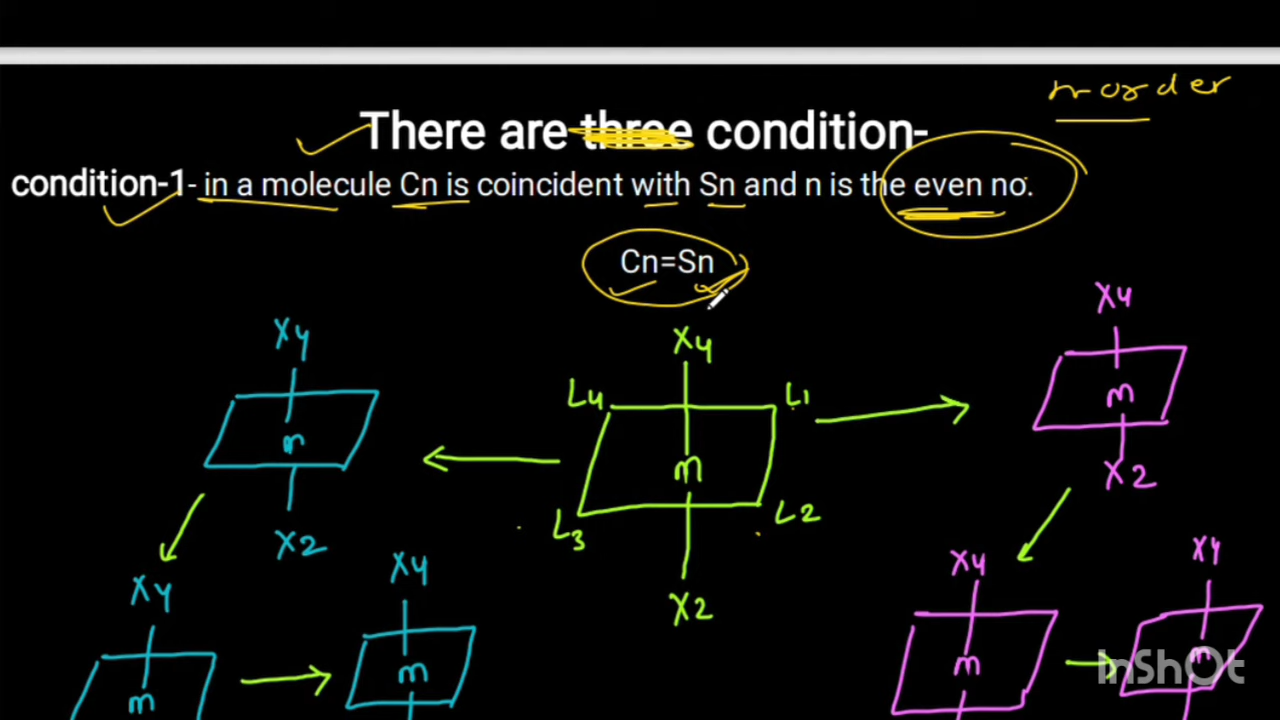 n order
There are three condition-
condition-1- in a molecule Cn is coincident with Sn and n is the even no.
Cn=Sn
X4
m
X2
X4
L4
L1
m
L3
L2
X2
X4
m
X2
X4
m
X4
m
X4
m
X4
m
InShOt